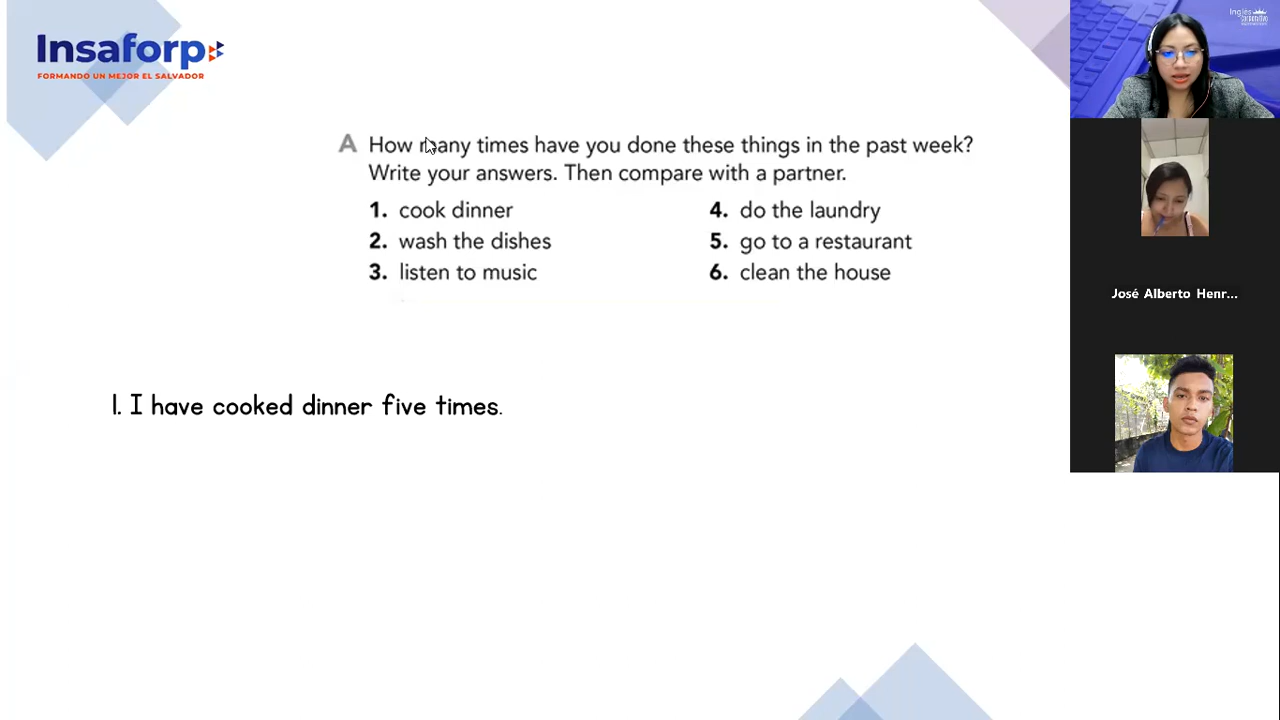 Insaforp
FORMANDO UN MEJOR EL SALVADOR
A How many times have you done these things in the past week?
Write your answers. Then compare with a partner.
1. cook dinner
2. wash the dishes
3. listen to music
4. do the laundry
5. go to a restaurant
6. clean the house
1. I have cooked dinner five times.
Inglés
José Alberto Henr...